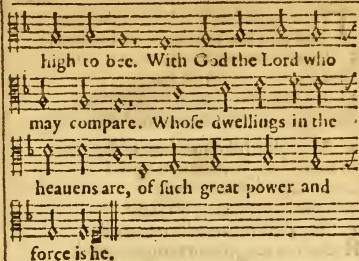 high to bee. With God the Lord who
may compare. Whoſe dwellings in the
heauens are, of ſuch great power and
force is he.